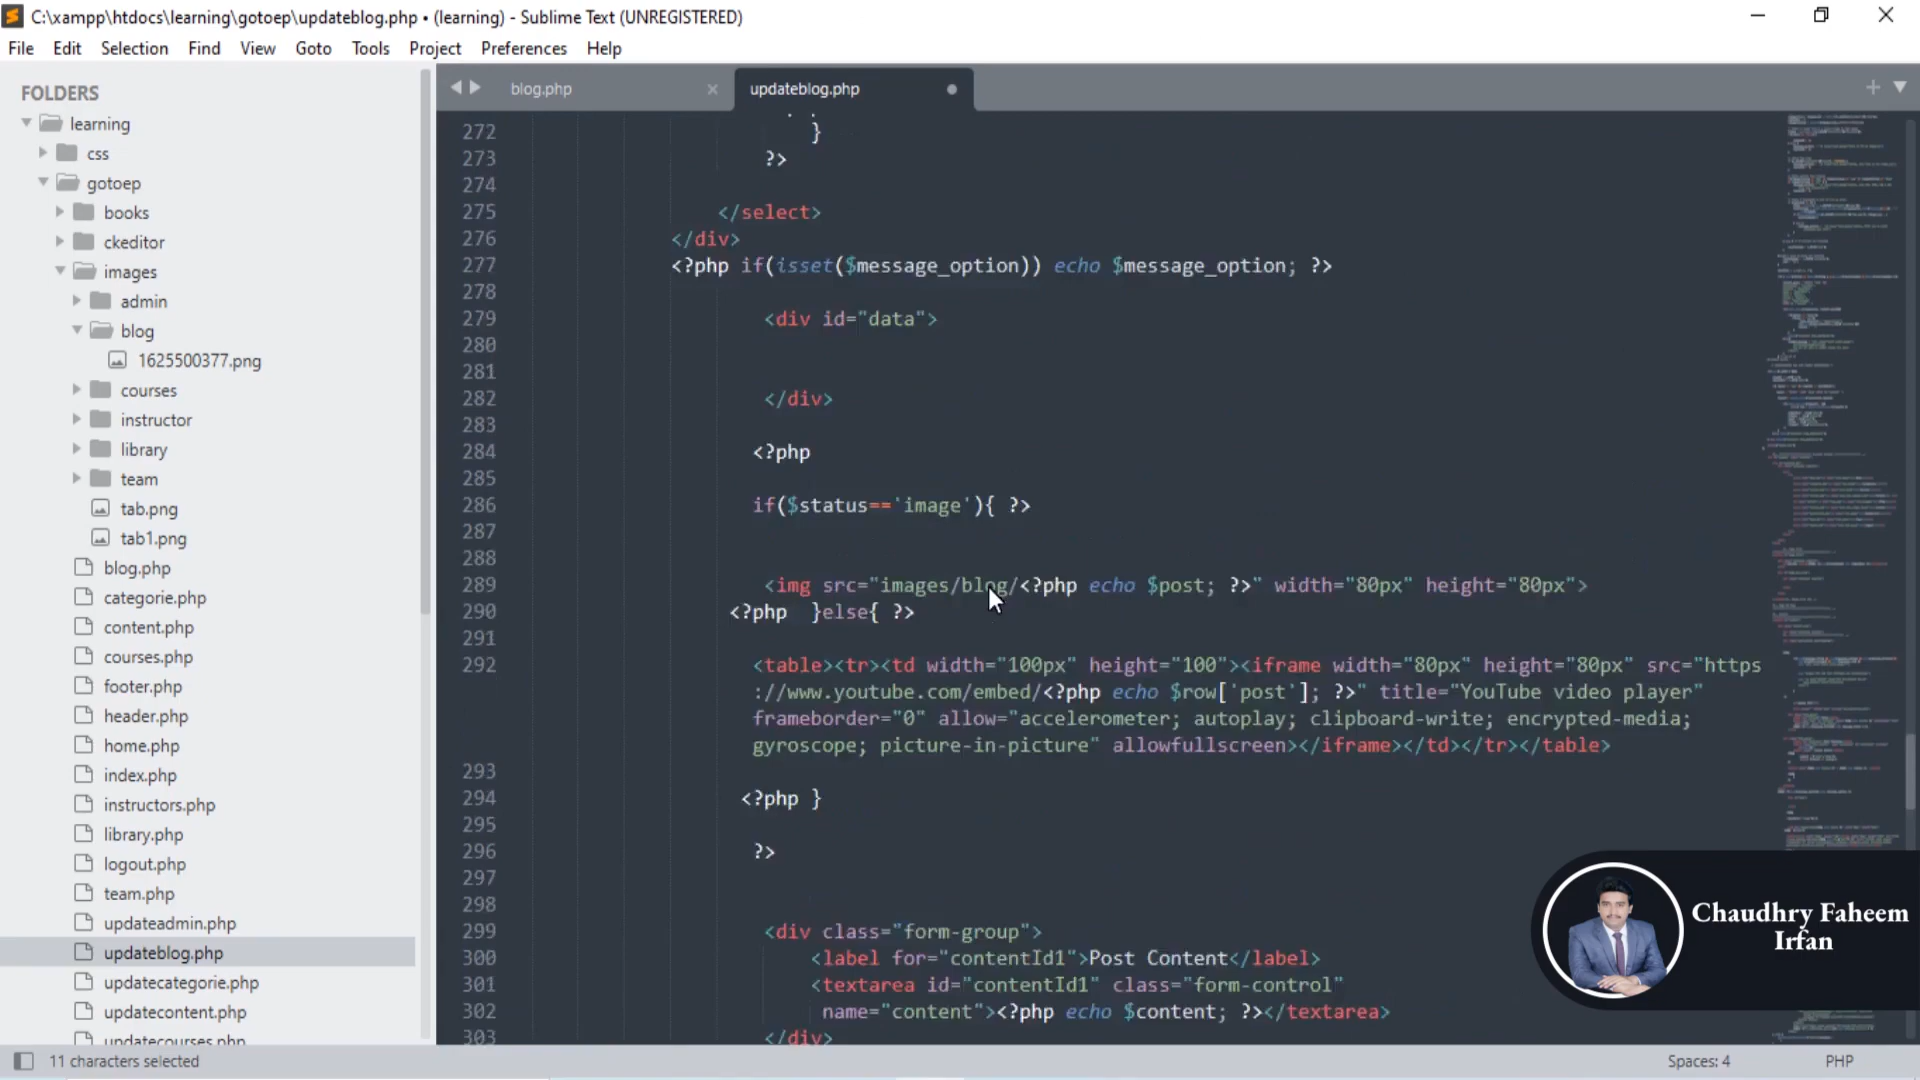 C:\xampp\htdocs\learning\gotoep\updateblog.php • (learning) - Sublime Text (UNREGISTERED)
File Edit Selection Find View Goto Tools Project Preferences Help
FOLDERS
learning
css
gotoep
books
ckeditor
images
admin
blog
1625500377.png
courses
instructor
library
team
tab.png
tab1.png
blog.php
categorie.php
content.php
courses.php
footer.php
header.php
home.php
index.php
instructors.php
library.php
logout.php
team.php
updateadmin.php
updateblog.php
updatecategorie.php
updatecontent.php
updatecourses.php
blog.php updateblog.php
272 }
273 ?>
274
275 </select>
276 </div>
277 <?php if(isset($message_option)) echo $message_option; ?>
278
279 <div id="data">
280
281
282 </div>
283
284 <?php
285
286 if($status=='image'){ ?>
287
288
289 <img src="images/blog/<?php echo $post; ?>" width="80px" height="80px">
290 <?php }else{ ?>
291
292 <table><tr><td width="100px" height="100"><iframe width="80px" height="80px" src="https
://www.youtube.com/embed/<?php echo $row['post']; ?>" title="YouTube video player"
frameborder="0" allow="accelerometer; autoplay; clipboard-write; encrypted-media;
gyroscope; picture-in-picture" allowfullscreen></iframe></td></tr></table>
293
294 <?php }
295
296 ?>
297
298
299 <div class="form-group">
300 <label for="contentId1">Post Content</label>
301 <textarea id="contentId1" class="form-control"
302 name="content"><?php echo $content; ?></textarea>
303 </div>
Chaudhry Faheem
Irfan
11 characters selected
Spaces: 4 PHP